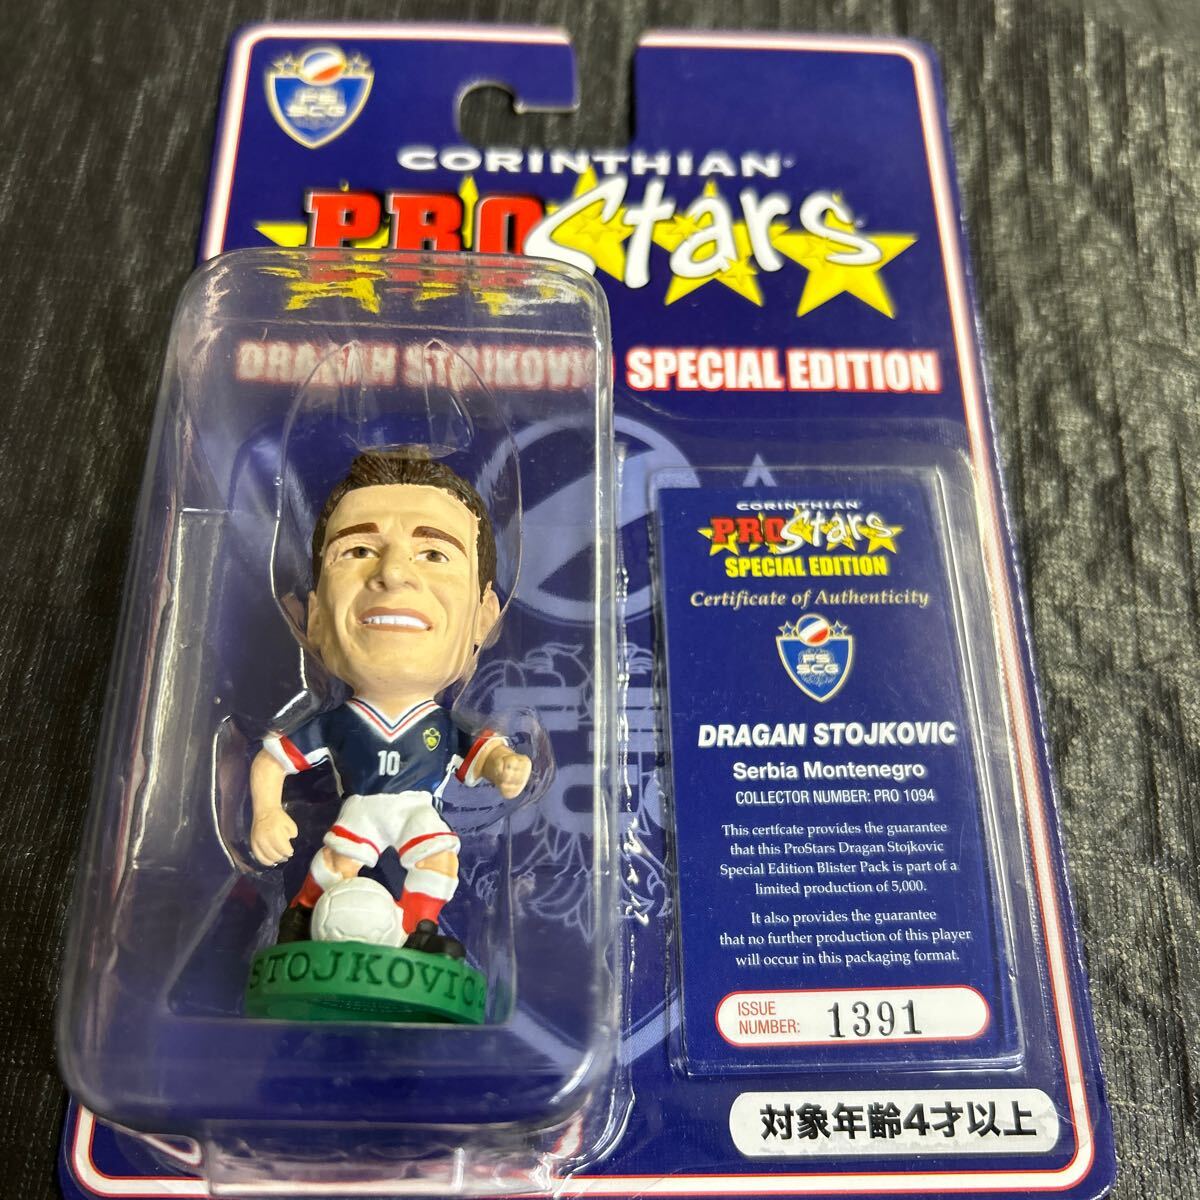 FS
SCG
CORINTHIAN
PRO Stars
DRAGAN STOJKOVIC SPECIAL EDITION
10
STOJKOVIC
CORINTHIAN
PRO Stars
SPECIAL EDITION
Certificate of Authenticity
FS
SCG
DRAGAN STOJKOVIC
Serbia Montenegro
COLLECTOR NUMBER: PRO 1094
This certfcate provides the guarantee
that this ProStars Dragan Stojkovic
Special Edition Blister Pack is part of a
limited production of 5,000.
It also provides the guarantee
that no further production of this player
will occur in this packaging format.
ISSUE
NUMBER: 1391
対象年齢4才以上